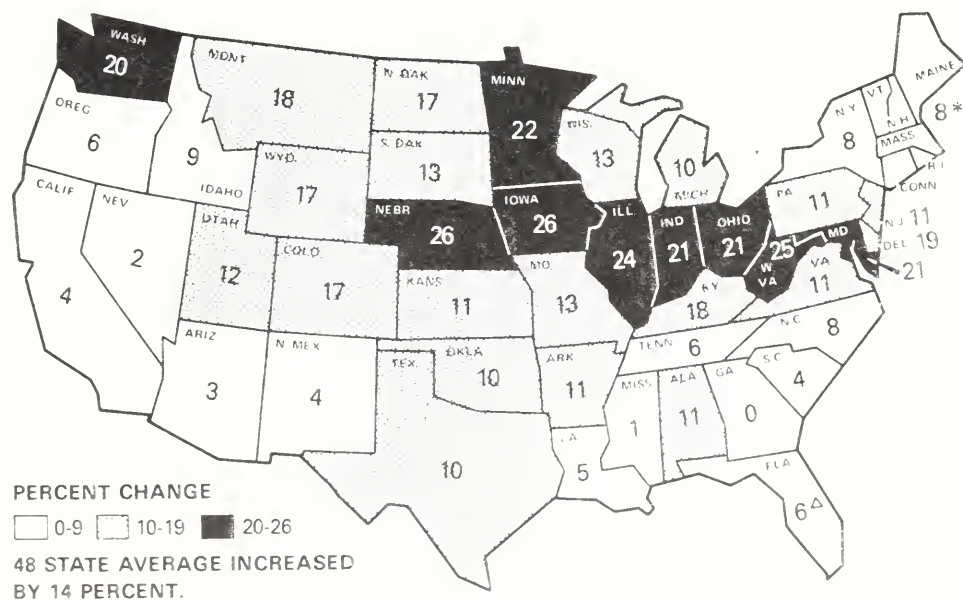 WASH
20
MONT
18
N. DAK
17
MINN
22
MAINE
8*
VT
N.H
MASS
R I
CONN
N.Y
8
OREG
6
9
IDAHO
WYO.
17
S. DAK
13
WIS.
13
10
MICH
PA
11
N J 11
DEL 19
MD
21
CALIF
4
NEV
2
UTAH
12
COLO
17
NEBR
26
IOWA
26
ILL
24
IND
21
OHIO
21
W
VA
25
VA
11
KANS
11
MO
13
KY
18
ARIZ
3
N. MEX
4
TEX.
10
OKLA
10
ARK
11
TENN
6
N C
8
S C
4
MISS
1
ALA
11
GA
0
LA
5
FLA
6△
PERCENT CHANGE
0-9 10-19 20-26
48 STATE AVERAGE INCREASED
BY 14 PERCENT.